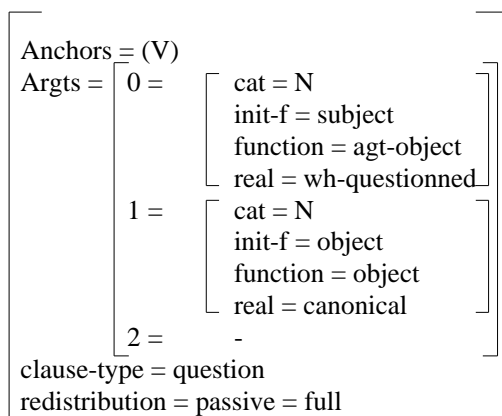 Anchors = (V)
Argts = 0 = cat = N
init-f = subject
function = agt-object
real = wh-questionned
1 = cat = N
init-f = object
function = object
real = canonical
2 = -
clause-type = question
redistribution = passive = full